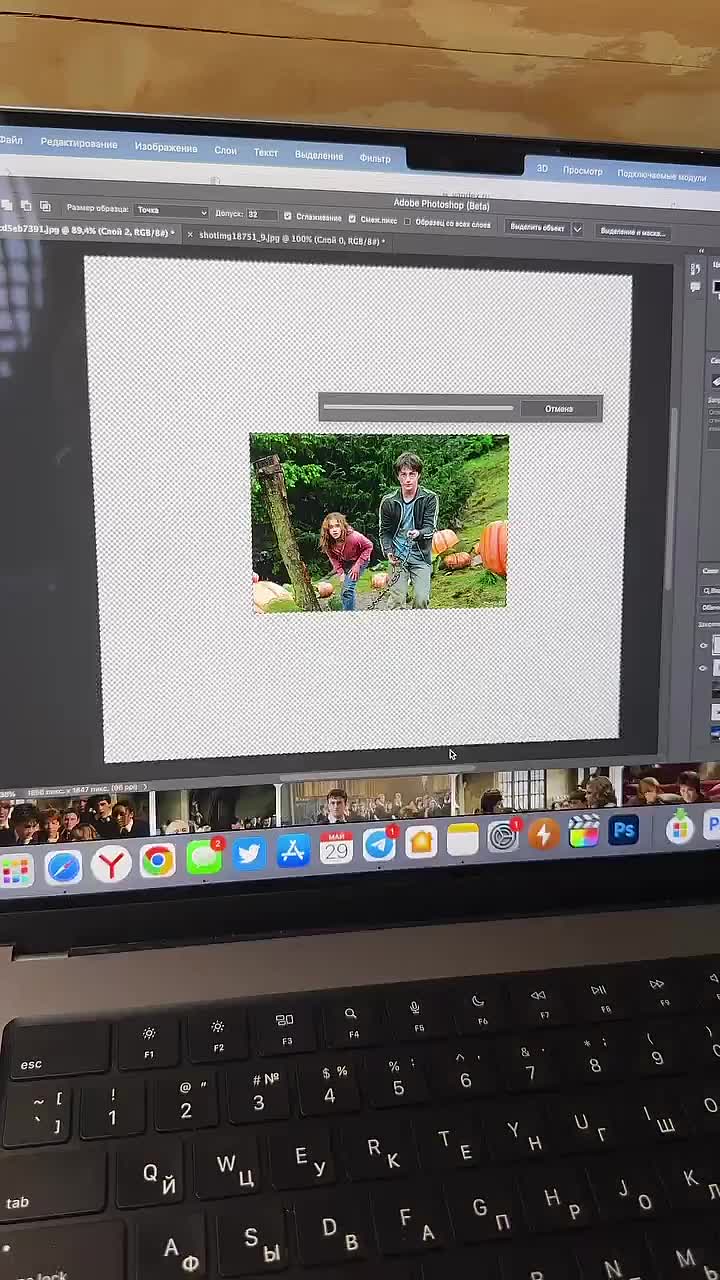 Файл Редактирование Изображение Слои Текст Выделение Фильтр 3D Просмотр Подключаемые модули
Adobe Photoshop (Beta)
Размер образца: Точка Допуск: 32 Сглаживание Смеж.пикс Образец со всех слоев Выделить объект Выделение и маска...
cd5eb7391.jpg @ 89,4% (Слой 2, RGB/8#) * × shotimg18751_9.jpg @ 100% (Слой 0, RGB/8#) *
Отмена
2
МАЙ
29
1
1
Ps
esc F1 F2 F3 F4 F5 F6 F7 F8 F9
~ [ ! @ " # № $ % % : ^ , & . * ; (
` ] 1 2 3 4 5 6 7 8 9
tab Q Й W Ц E У R К T Е Y Н U Г I Ш O
A Ф S Ы D В F А G П H Р J О K Л
N M